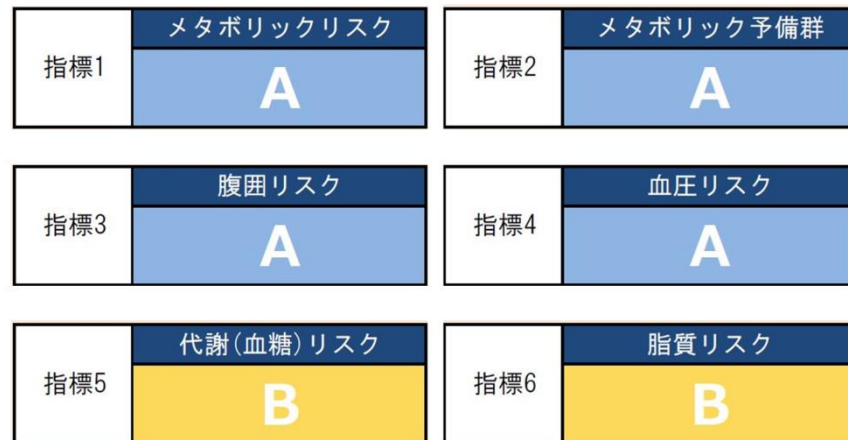 指標1
メタボリックリスク
A
指標2
メタボリック予備群
A
指標3
腹囲リスク
A
指標4
血圧リスク
A
指標5
代謝(血糖)リスク
B
指標6
脂質リスク
B